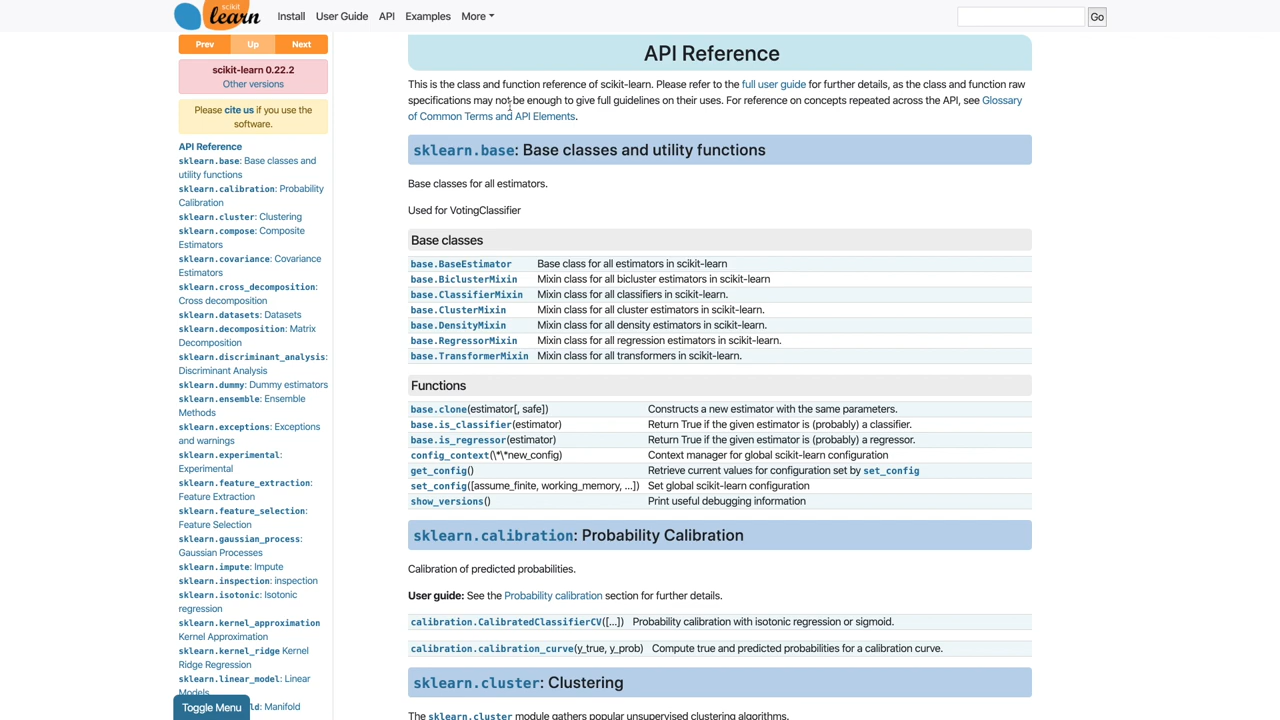 scikit
learn
Install User Guide API Examples More
Go
Prev Up Next
scikit-learn 0.22.2
Other versions
Please cite us if you use the
software.
API Reference
sklearn.base: Base classes and
utility functions
sklearn.calibration: Probability
Calibration
sklearn.cluster: Clustering
sklearn.compose: Composite
Estimators
sklearn.covariance: Covariance
Estimators
sklearn.cross_decomposition:
Cross decomposition
sklearn.datasets: Datasets
sklearn.decomposition: Matrix
Decomposition
sklearn.discriminant_analysis:
Discriminant Analysis
sklearn.dummy: Dummy estimators
sklearn.ensemble: Ensemble
Methods
sklearn.exceptions: Exceptions
and warnings
sklearn.experimental:
Experimental
sklearn.feature_extraction:
Feature Extraction
sklearn.feature_selection:
Feature Selection
sklearn.gaussian_process:
Gaussian Processes
sklearn.impute: Impute
sklearn.inspection: inspection
sklearn.isotonic: Isotonic
regression
sklearn.kernel_approximation
Kernel Approximation
sklearn.kernel_ridge Kernel
Ridge Regression
sklearn.linear_model: Linear
Models
ld: Manifold
Toggle Menu
API Reference
This is the class and function reference of scikit-learn. Please refer to the full user guide for further details, as the class and function raw
specifications may not be enough to give full guidelines on their uses. For reference on concepts repeated across the API, see Glossary
of Common Terms and API Elements.
sklearn.base: Base classes and utility functions
Base classes for all estimators.
Used for VotingClassifier
Base classes
base.BaseEstimator Base class for all estimators in scikit-learn
base.BiclusterMixin Mixin class for all bicluster estimators in scikit-learn
base.ClassifierMixin Mixin class for all classifiers in scikit-learn.
base.ClusterMixin Mixin class for all cluster estimators in scikit-learn.
base.DensityMixin Mixin class for all density estimators in scikit-learn.
base.RegressorMixin Mixin class for all regression estimators in scikit-learn.
base.TransformerMixin Mixin class for all transformers in scikit-learn.
Functions
base.clone(estimator[, safe]) Constructs a new estimator with the same parameters.
base.is_classifier(estimator) Return True if the given estimator is (probably) a classifier.
base.is_regressor(estimator) Return True if the given estimator is (probably) a regressor.
config_context(\*\*new_config) Context manager for global scikit-learn configuration
get_config() Retrieve current values for configuration set by set_config
set_config([assume_finite, working_memory, …]) Set global scikit-learn configuration
show_versions() Print useful debugging information
sklearn.calibration: Probability Calibration
Calibration of predicted probabilities.
User guide: See the Probability calibration section for further details.
calibration.CalibratedClassifierCV([…]) Probability calibration with isotonic regression or sigmoid.
calibration.calibration_curve(y_true, y_prob) Compute true and predicted probabilities for a calibration curve.
sklearn.cluster: Clustering
The sklearn.cluster module gathers popular unsupervised clustering algorithms.